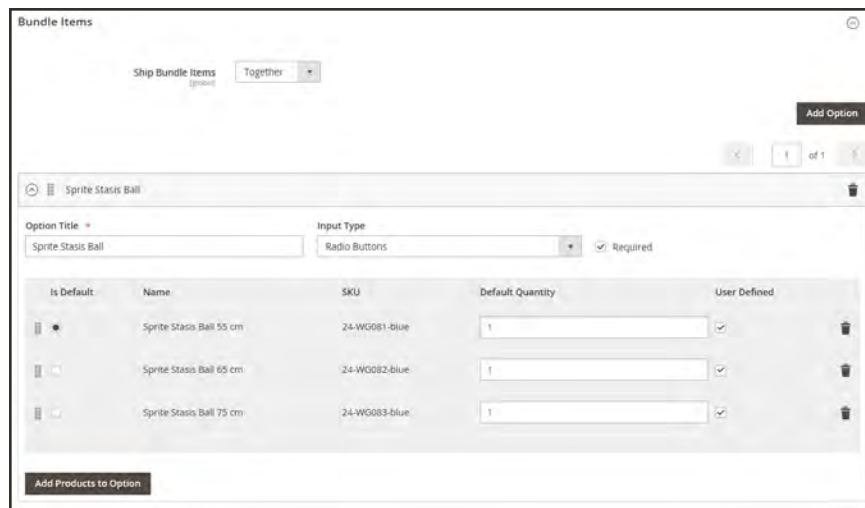 Bundle Items
Ship Bundle Items
[global]
Together
Add Option
1 of 1
Sprite Stasis Ball
Option Title *
Input Type
Sprite Stasis Ball
Radio Buttons
Required
Is Default Name SKU Default Quantity User Defined
Sprite Stasis Ball 55 cm 24-WG081-blue 1
Sprite Stasis Ball 65 cm 24-WG082-blue 1
Sprite Stasis Ball 75 cm 24-WG083-blue 1
Add Products to Option